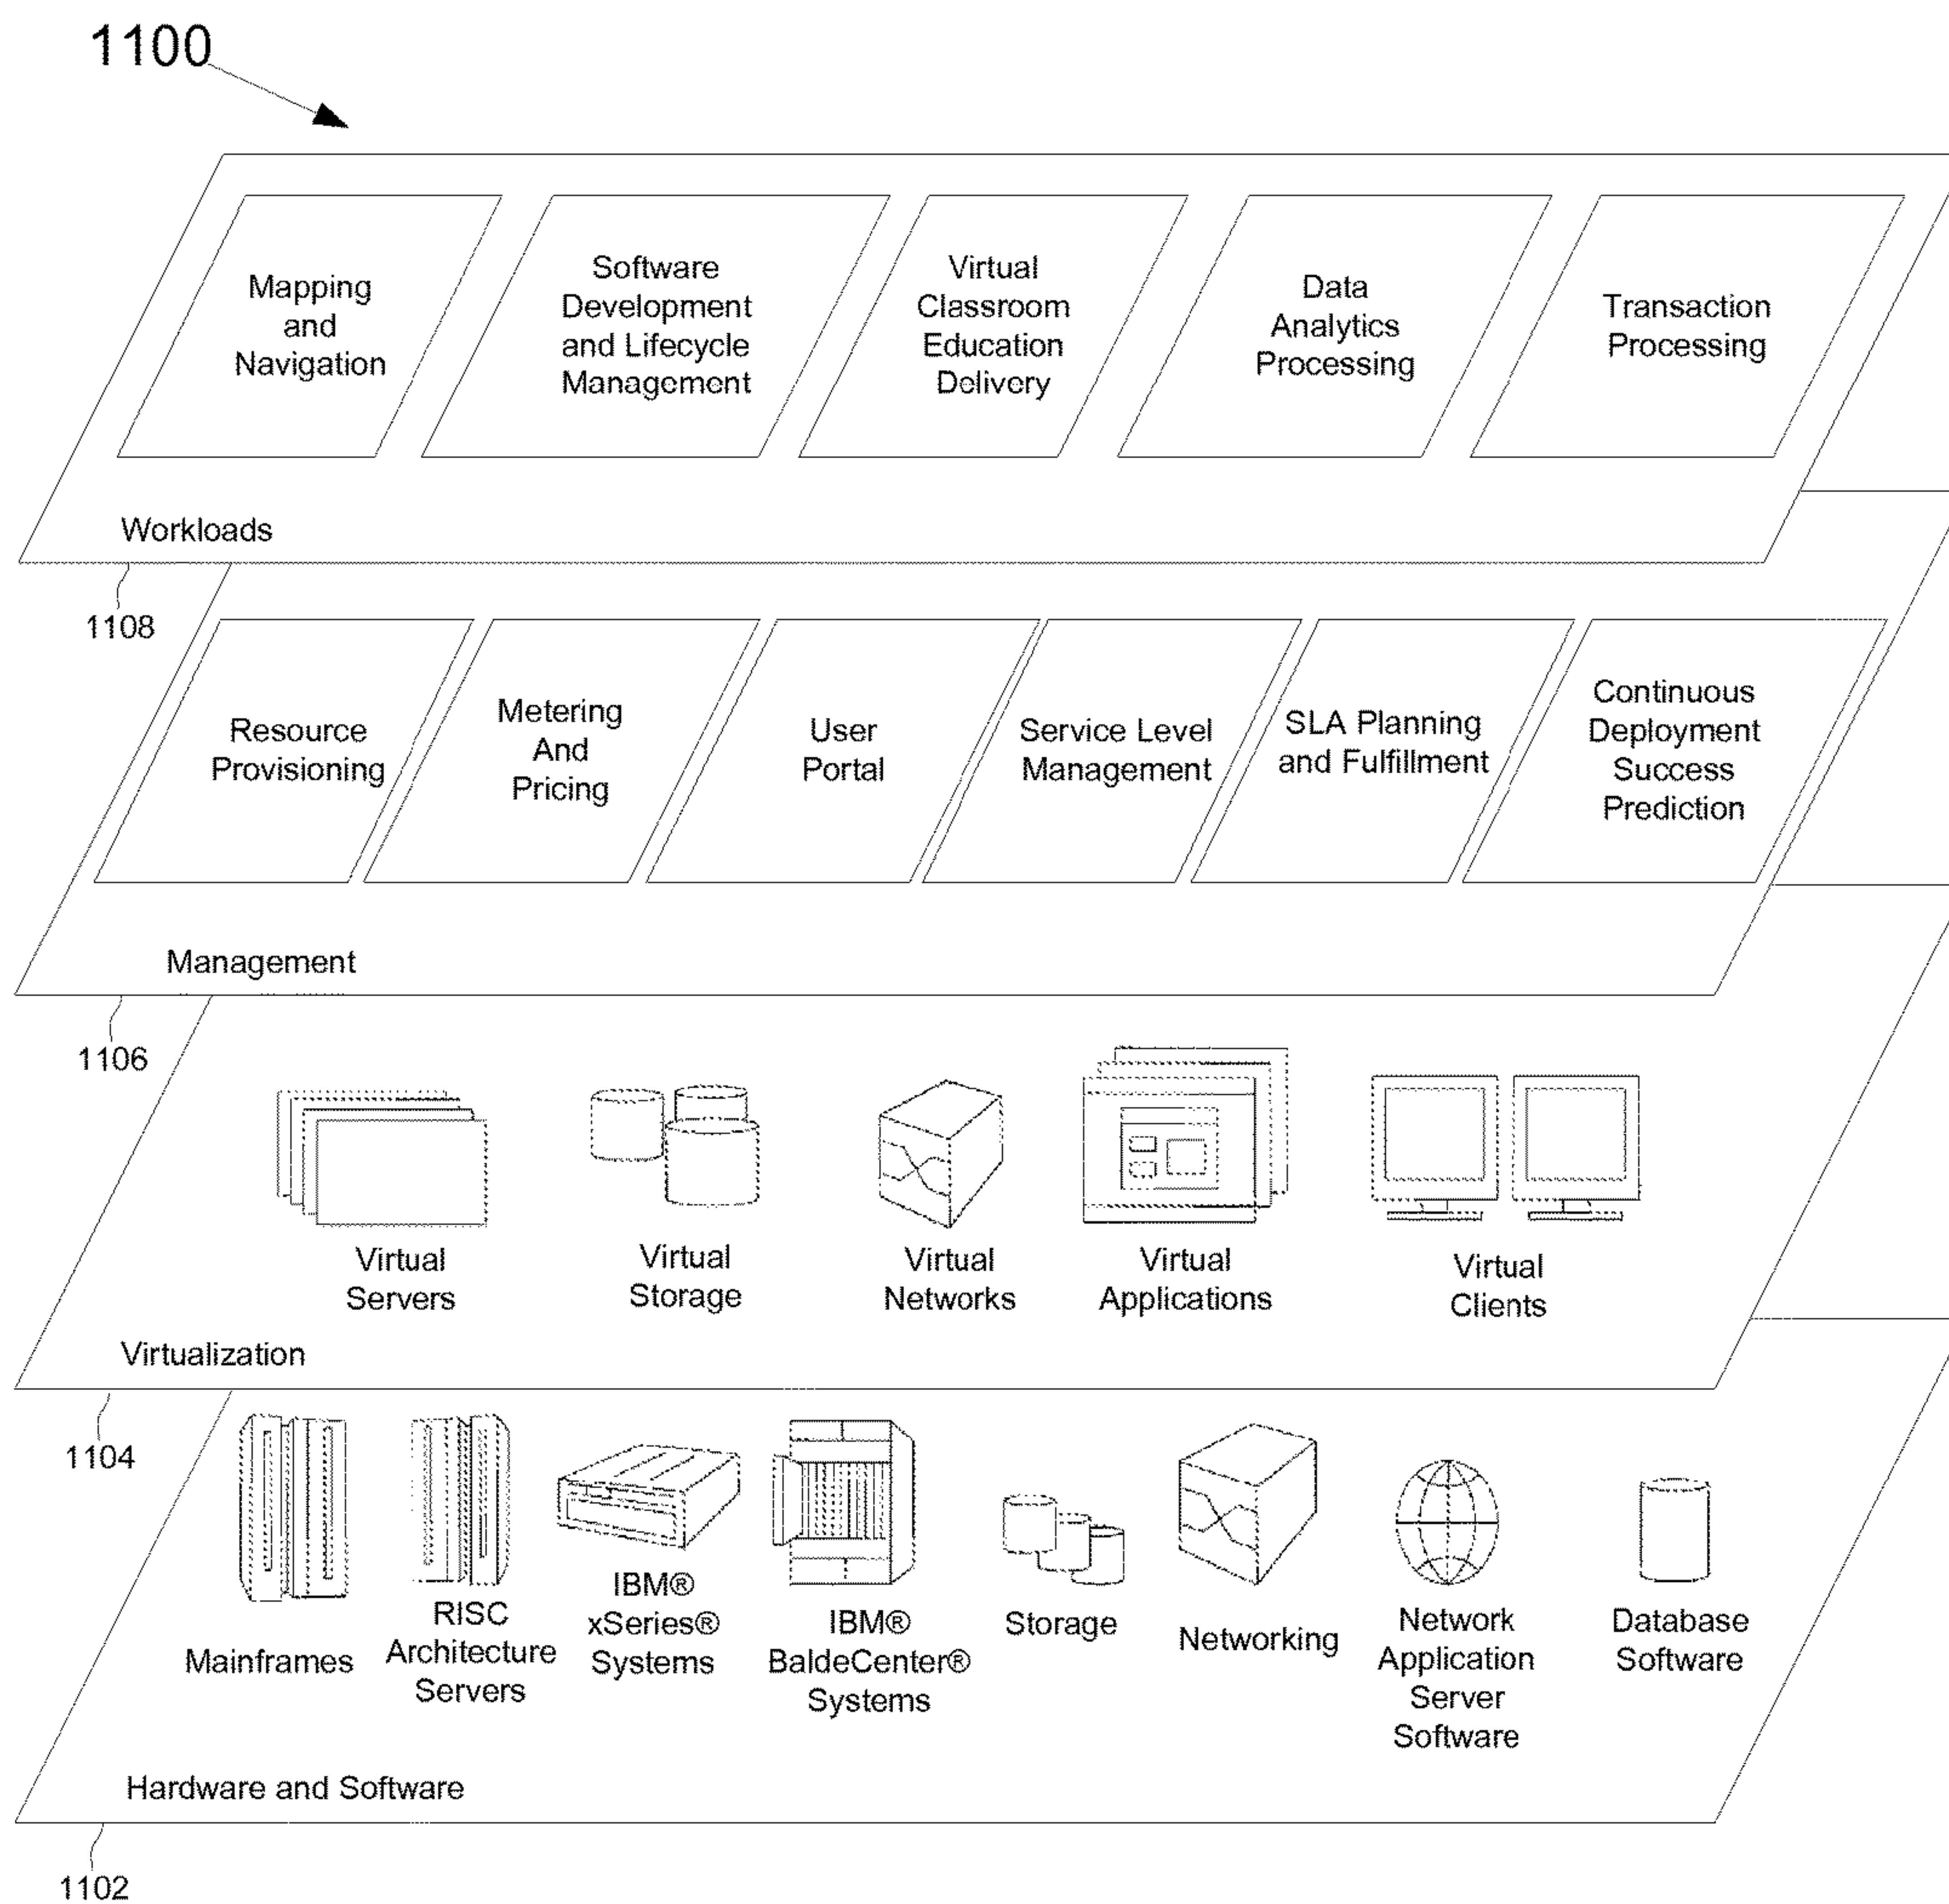 1100
Mapping
and
Navigation
Software
Development
and Lifecycle
Management
Virtual
Classroom
Education
Delivery
Data
Analytics
Processing
Transaction
Processing
Workloads
1108
Resource
Provisioning
Metering
And
Pricing
User
Portal
Service Level
Management
SLA Planning
and Fulfillment
Continuous
Deployment
Success
Prediction
Management
1106
Virtual
Servers
Virtual
Storage
Virtual
Networks
Virtual
Applications
Virtual
Clients
Virtualization
1104
Mainframes
RISC
Architecture
Servers
IBM®
xSeries®
Systems
IBM®
BaldeCenter®
Systems
Storage
Networking
Network
Application
Server
Software
Database
Software
Hardware and Software
1102